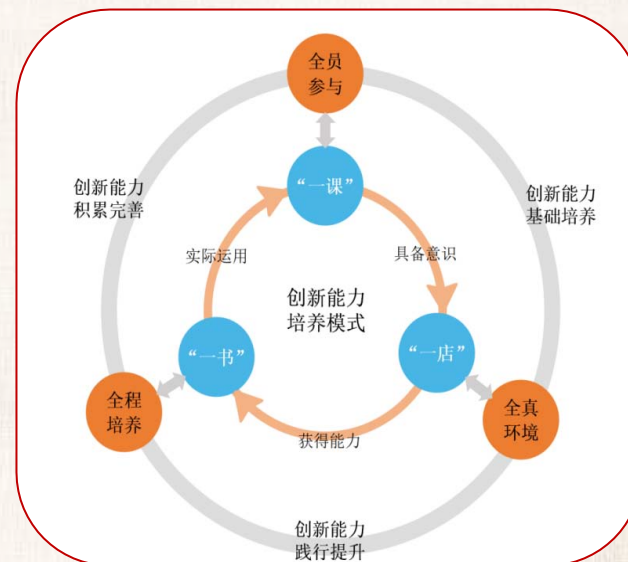 全员
参与
“一课”
创新能力
积累完善
创新能力
基础培养
实际运用
具备意识
创新能力
培养模式
“一书”
“一店”
全程
培养
全真
环境
获得能力
创新能力
践行提升